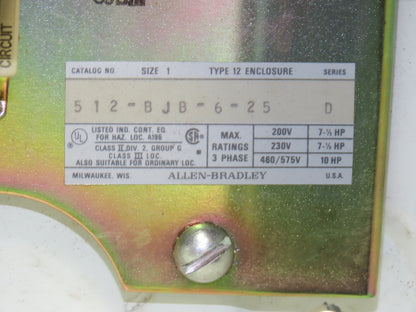 CIRCUIT
CATALOG NO. SIZE 1 TYPE 12 ENCLOSURE SERIES
512-BJB-6-25 D
UL LISTED IND. CONT. EQ. SA
FOR HAZ. LOC. A196
CLASS II, DIV. 2, GROUP G
CLASS III LOC.
ALSO SUITABLE FOR ORDINARY LOC.
MAX. RATINGS 3 PHASE
200V 7-½ HP
230V 7-½ HP
460/575V 10 HP
MILWAUKEE, WIS. ALLEN-BRADLEY U.S.A.